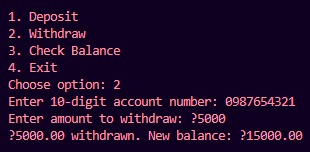 1. Deposit
2. Withdraw
3. Check Balance
4. Exit
Choose option: 2
Enter 10-digit account number: 0987654321
Enter amount to withdraw: ?5000
?5000.00 withdrawn. New balance: ?15000.00